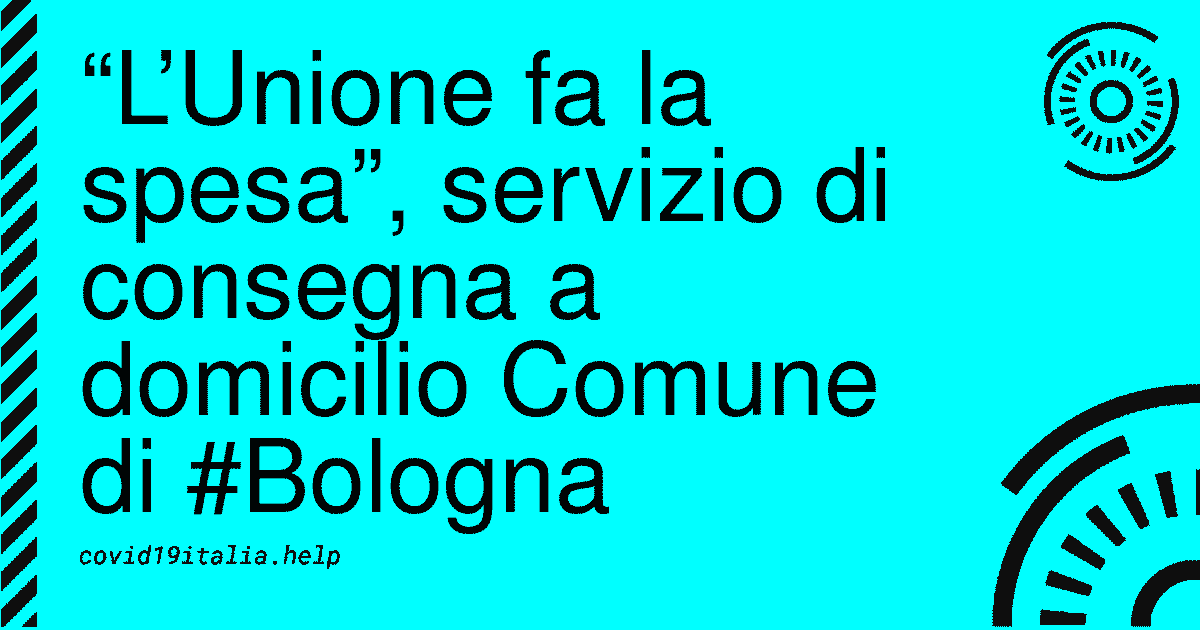 “L’Unione fa la
spesa”, servizio di
consegna a
domicilio Comune
di #Bologna
covid19italia.help